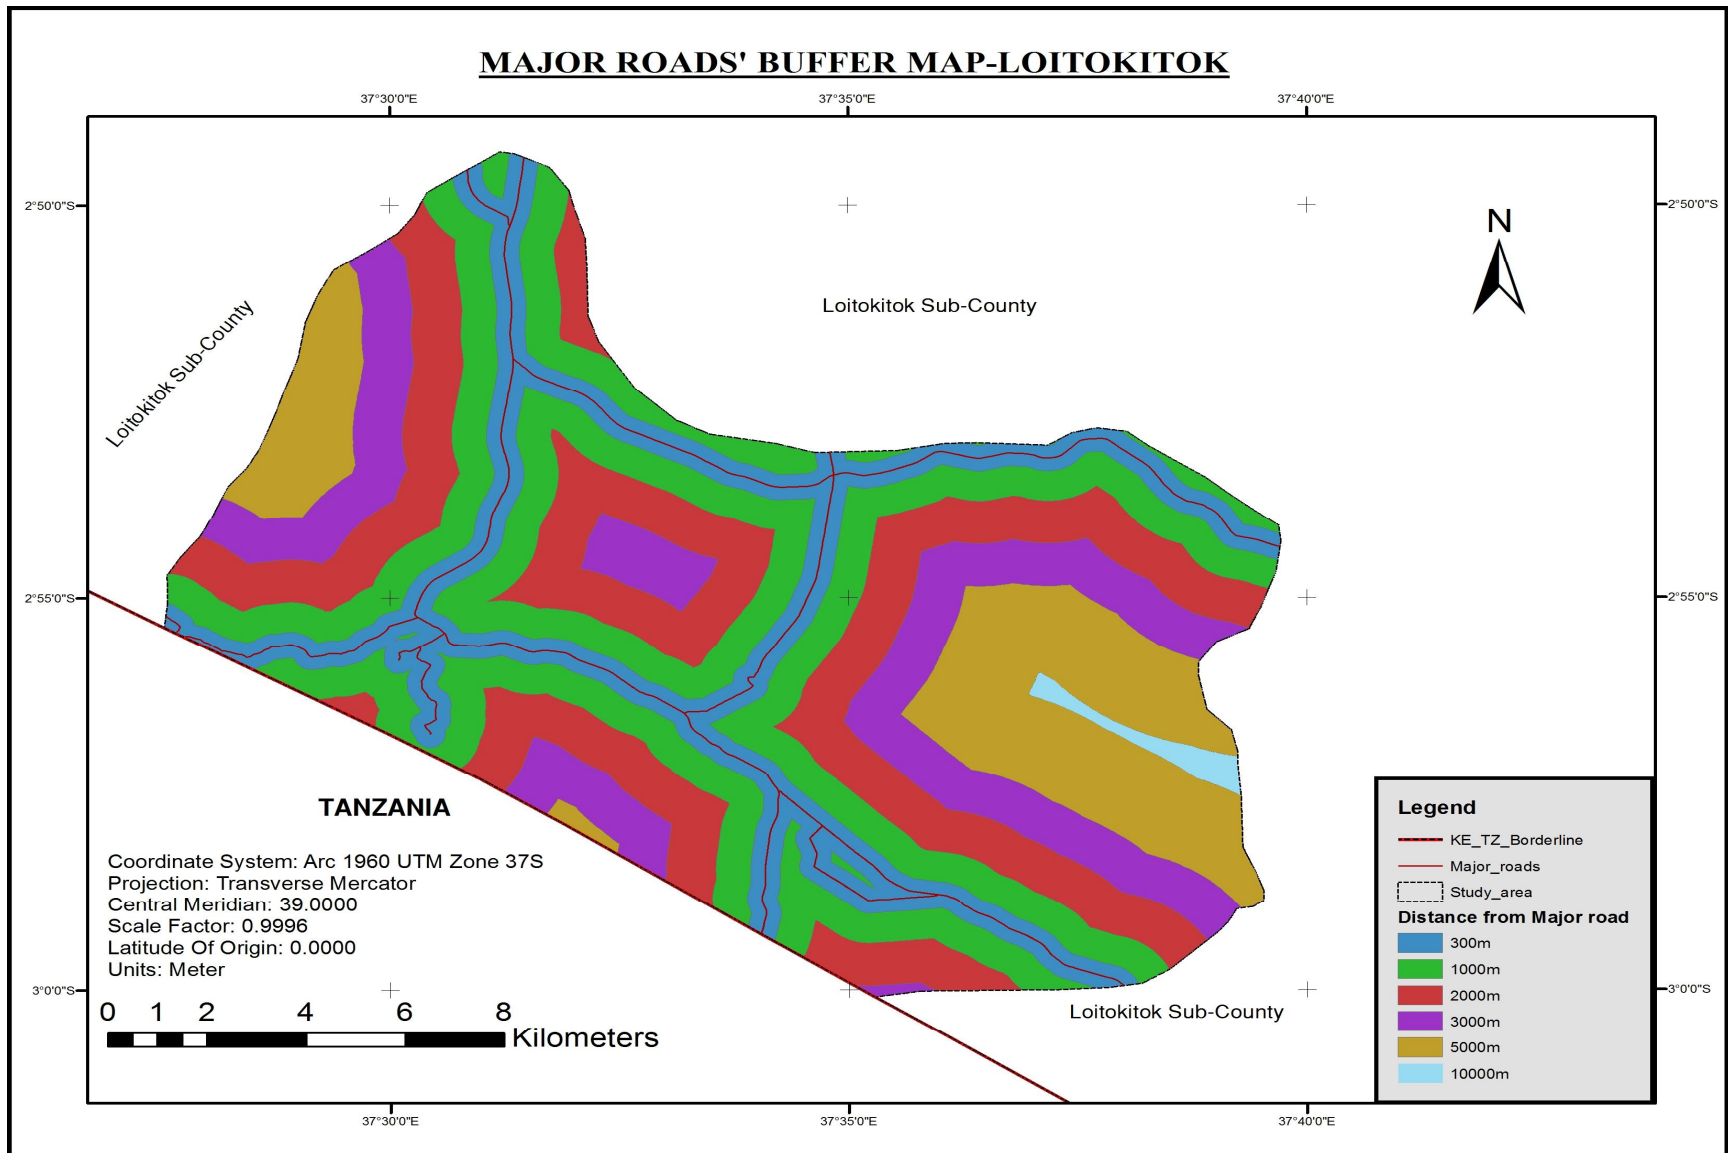 MAJOR ROADS' BUFFER MAP-LOITOKITOK
37°30'0"E
37°35'0"E
37°40'0"E
2°50'0"S
2°50'0"S
N
Loitokitok Sub-County
Loitokitok Sub-County
2°55'0"S
2°55'0"S
TANZANIA
Coordinate System: Arc 1960 UTM Zone 37S
Projection: Transverse Mercator
Central Meridian: 39.0000
Scale Factor: 0.9996
Latitude Of Origin: 0.0000
Units: Meter
3°0'0"S
3°0'0"S
0 1 2 4 6 8
Kilometers
Loitokitok Sub-County
Legend
KE_TZ_Borderline
Major_roads
Study_area
Distance from Major road
300m
1000m
2000m
3000m
5000m
10000m
37°30'0"E
37°35'0"E
37°40'0"E